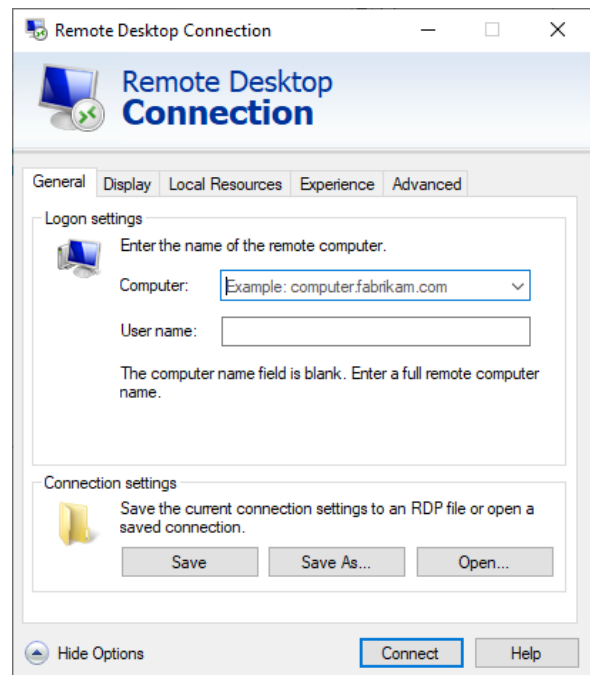 Remote Desktop Connection
Remote Desktop
Connection
General Display Local Resources Experience Advanced
Logon settings
Enter the name of the remote computer.
Computer: Example: computer.fabrikam.com
User name:
The computer name field is blank. Enter a full remote computer
name.
Connection settings
Save the current connection settings to an RDP file or open a
saved connection.
Save Save As... Open...
Hide Options Connect Help